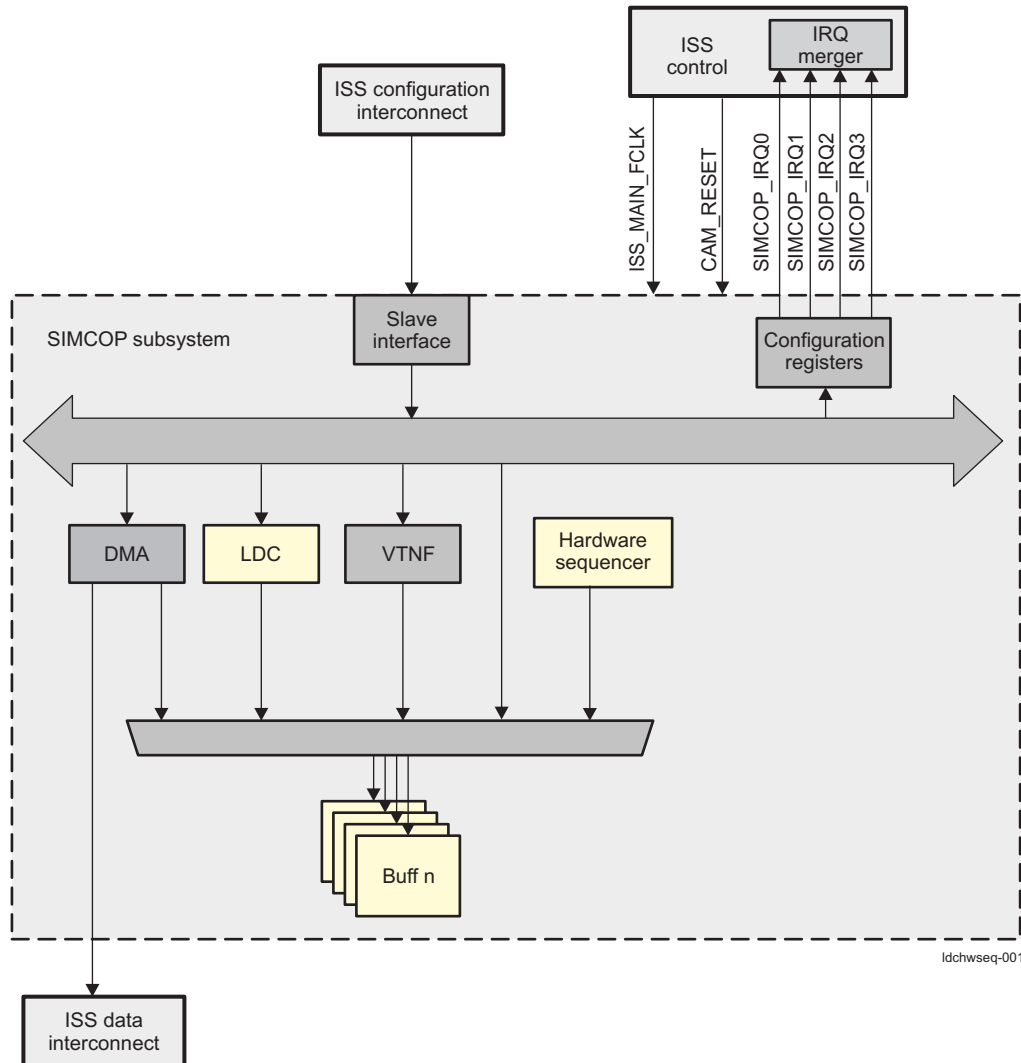 ISS
control
IRQ
merger
ISS configuration
interconnect
ISS_MAIN_FCLK
CAM_RESET
SIMCOP_IRQ0
SIMCOP_IRQ1
SIMCOP_IRQ2
SIMCOP_IRQ3
SIMCOP subsystem
Slave
interface
Configuration
registers
DMA
LDC
VTNF
Hardware
sequencer
Buff n
ldchwseq-001
ISS data
interconnect